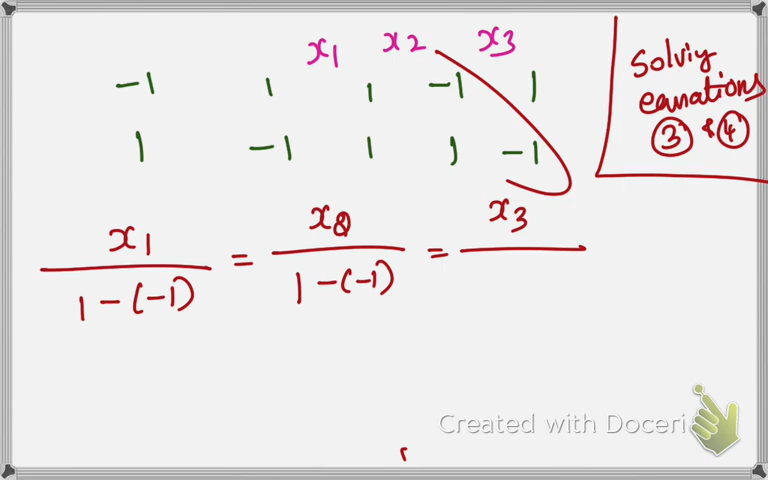 x1 x2 x3
-1 1 1 -1 1
1 -1 1 1 -1
Solviy
equations
3 & 4
x1 / 1-(-1) = x2 / 1-(-1) = x3
Created with Doceri